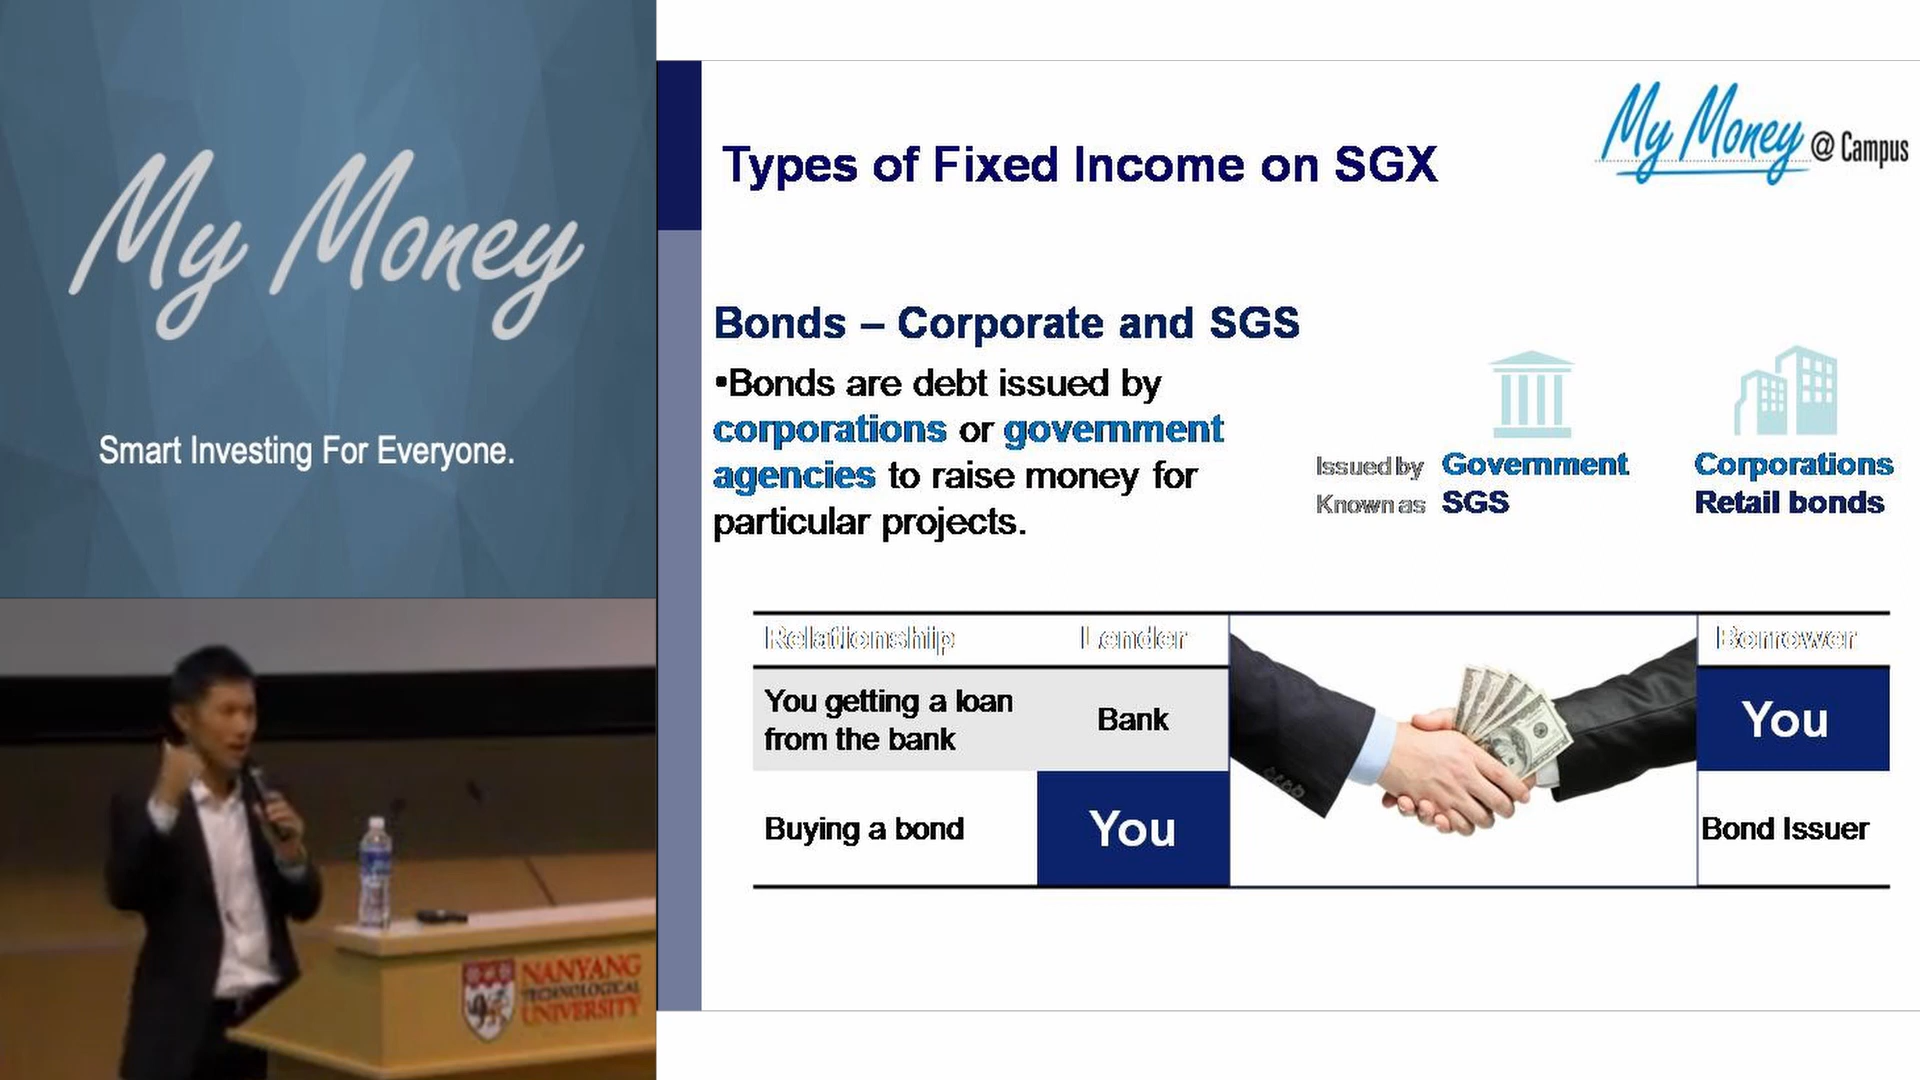 My Money
Smart Investing For Everyone.
NANYANG
TECHNOLOGICAL
UNIVERSITY
My Money @ Campus
Types of Fixed Income on SGX
Bonds – Corporate and SGS
•Bonds are debt issued by
corporations or government
agencies to raise money for
particular projects.
Issued by Government Corporations
Known as SGS Retail bonds
Relationship Lender Borrower
You getting a loan
from the bank
Bank
You
Buying a bond
You
Bond Issuer